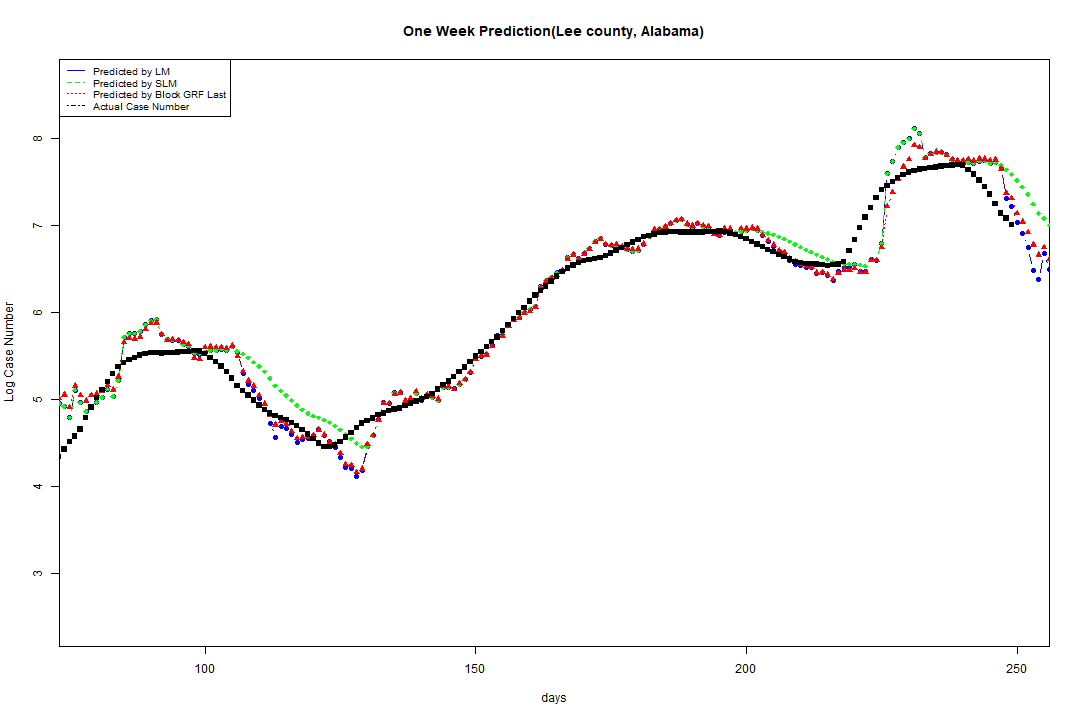 One Week Prediction(Lee county, Alabama)
Predicted by LM
Predicted by SLM
Predicted by Block GRF Last
Actual Case Number
8
7
6
5
4
3
Log Case Number
100 150 200 250
days